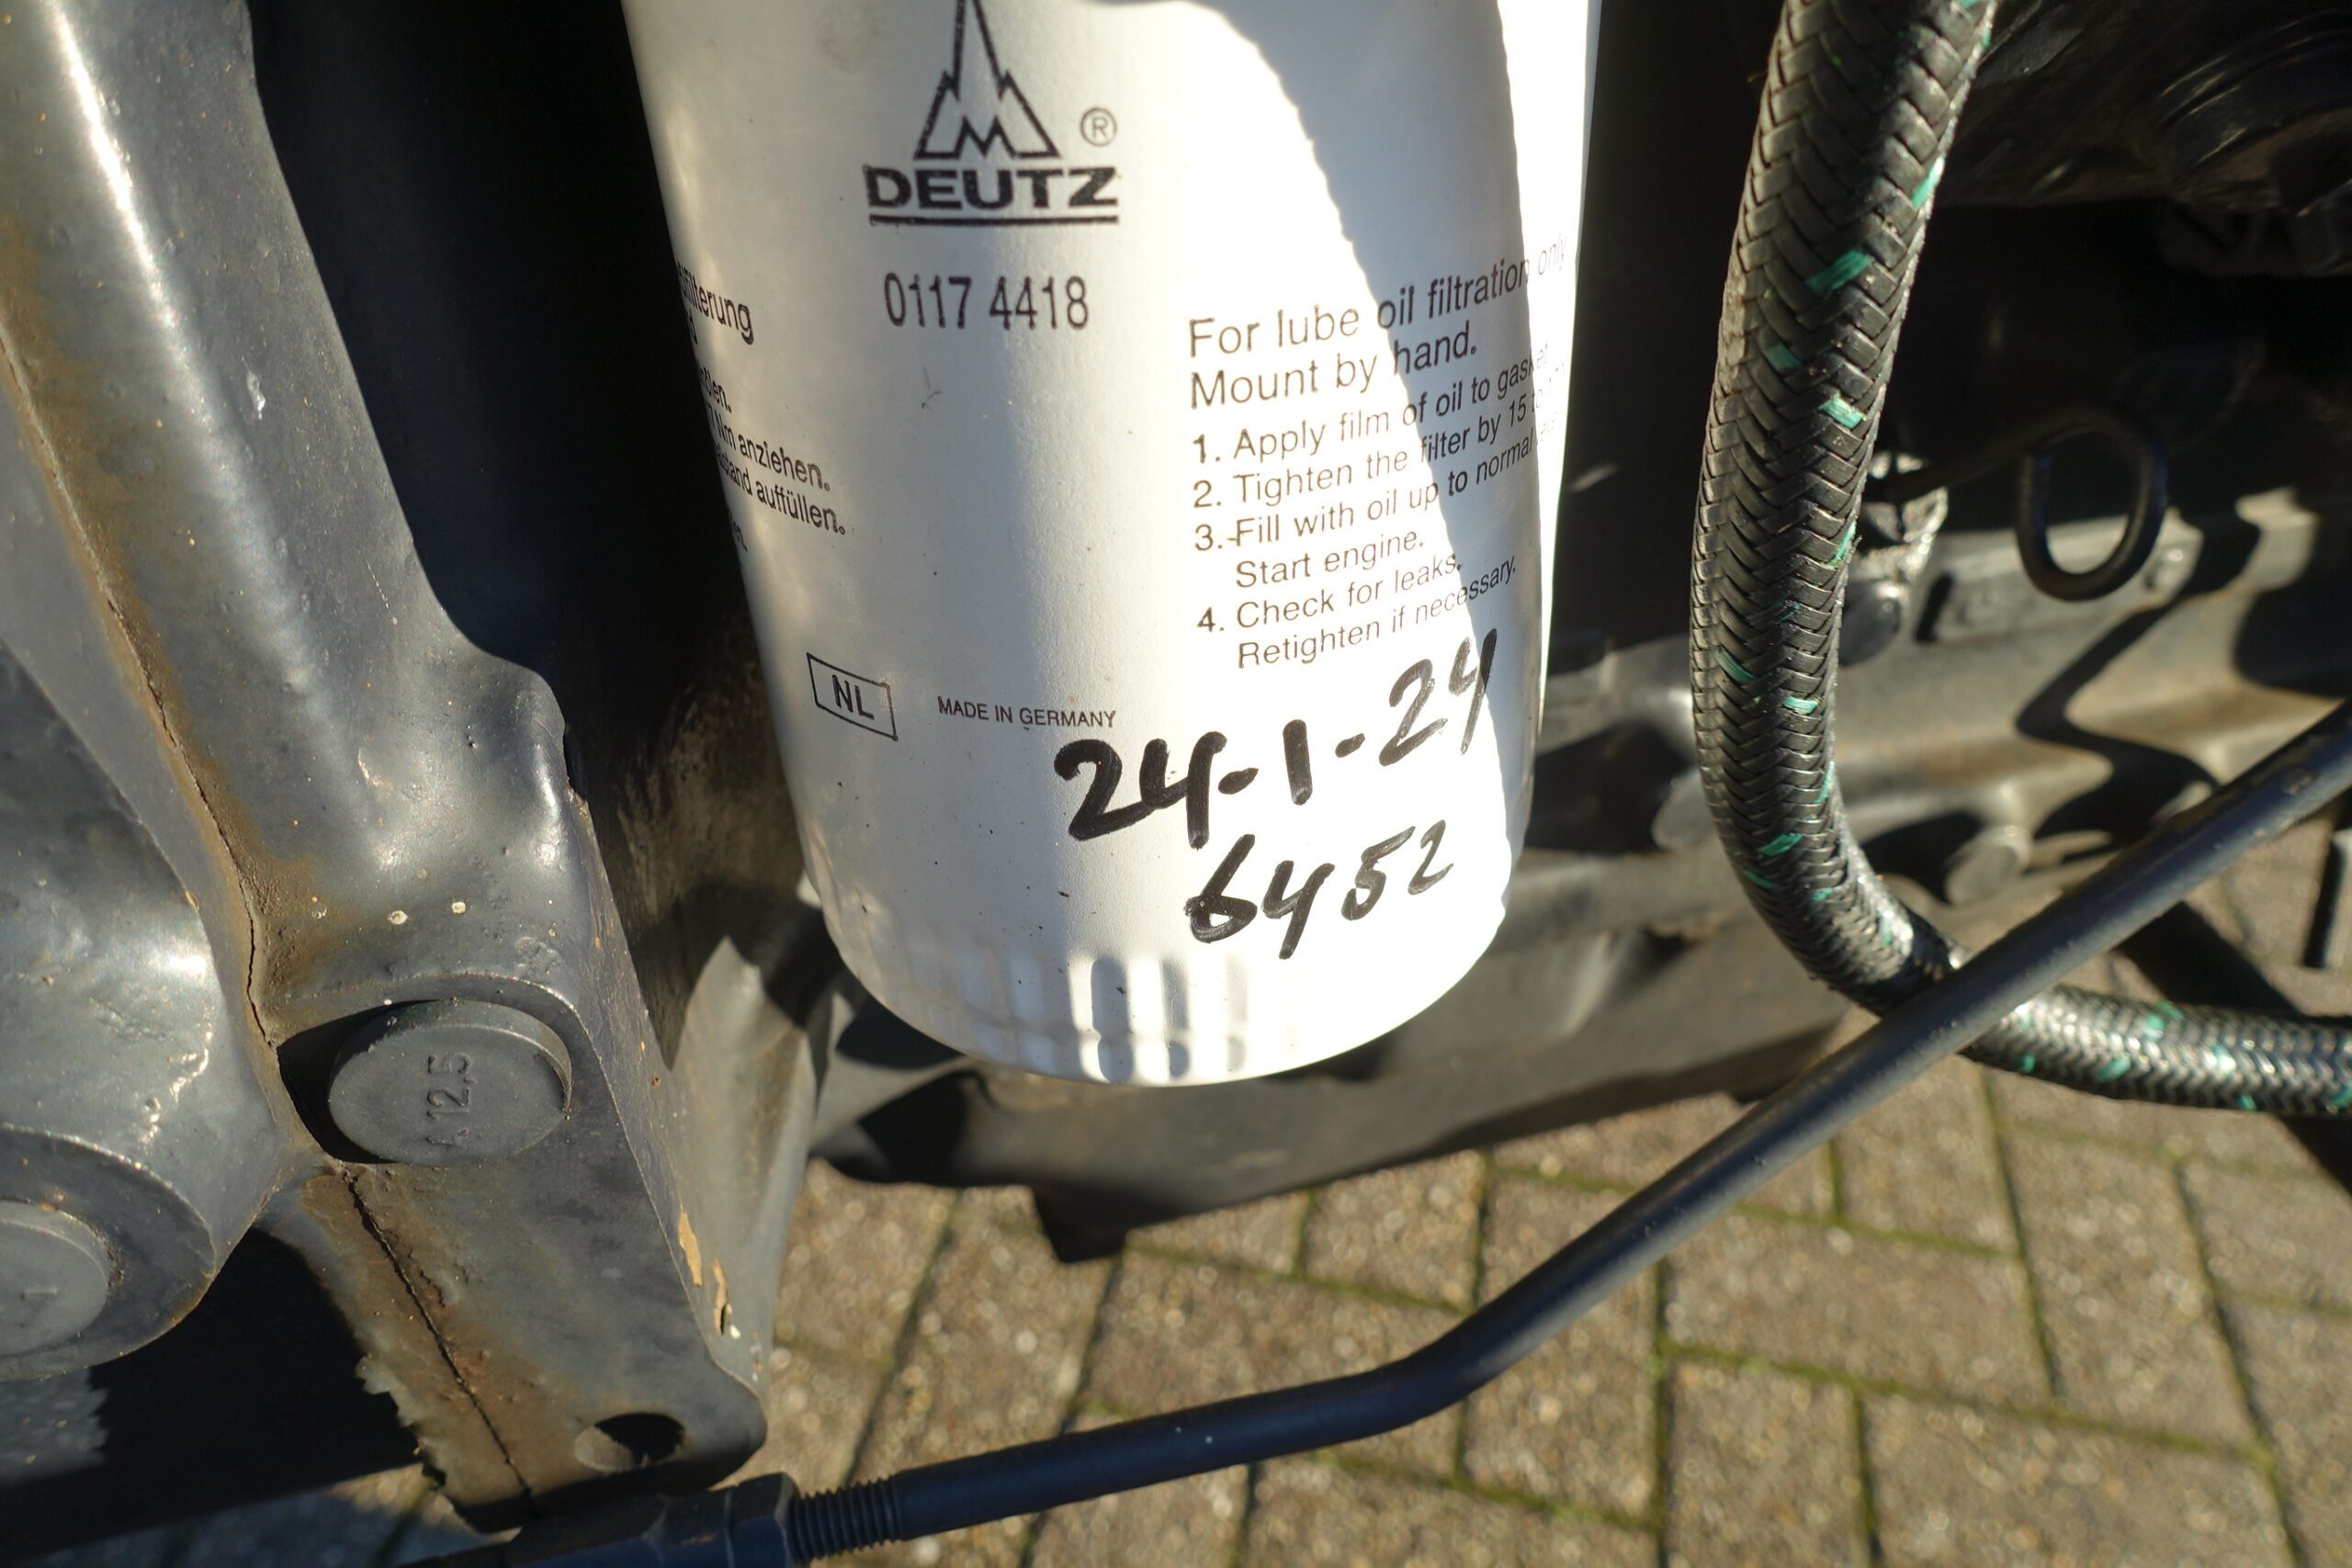 ®
DEUTZ
0117 4418
anziehen.
auffüllen.
For lube oil filtration only
Mount by hand.
1. Apply film of oil to gasket
2. Tighten the filter by 15
3. Fill with oil up to normal
Start engine.
4. Check for leaks.
Retighten if necessary.
NL
MADE IN GERMANY
24-1-24
6452
12,5